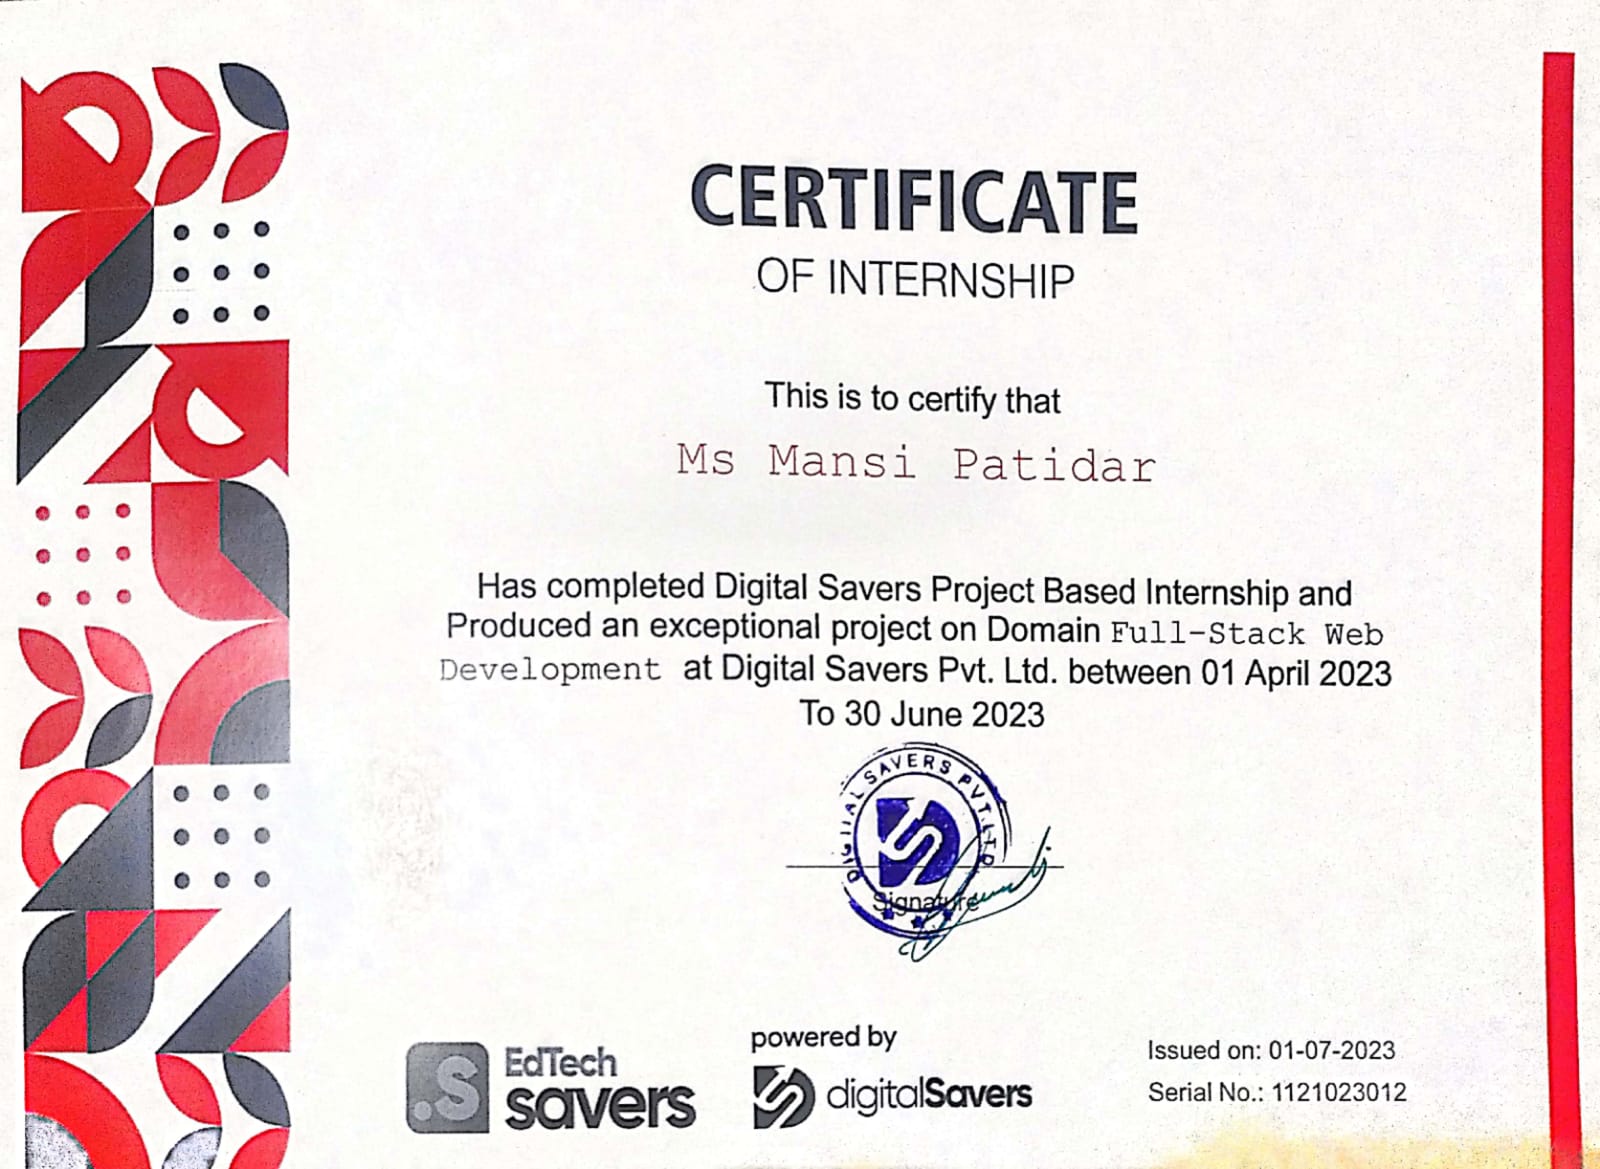 CERTIFICATE
OF INTERNSHIP
This is to certify that
Ms Mansi Patidar
Has completed Digital Savers Project Based Internship and
Produced an exceptional project on Domain Full-Stack Web
Development at Digital Savers Pvt. Ltd. between 01 April 2023
To 30 June 2023
DIGITAL SAVERS PVT.LTD
Signature
.S EdTech
savers
powered by
digitalSavers
Issued on: 01-07-2023
Serial No.: 1121023012